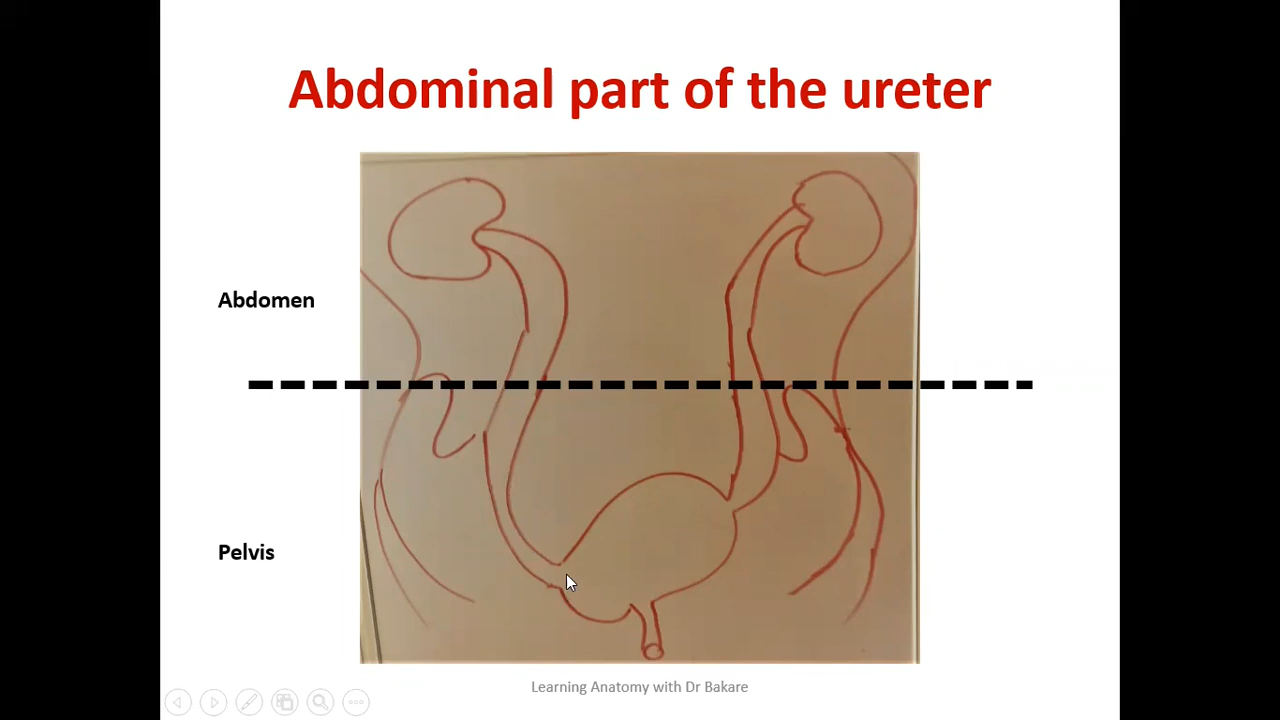 Abdominal part of the ureter
Abdomen
Pelvis
Learning Anatomy with Dr Bakare